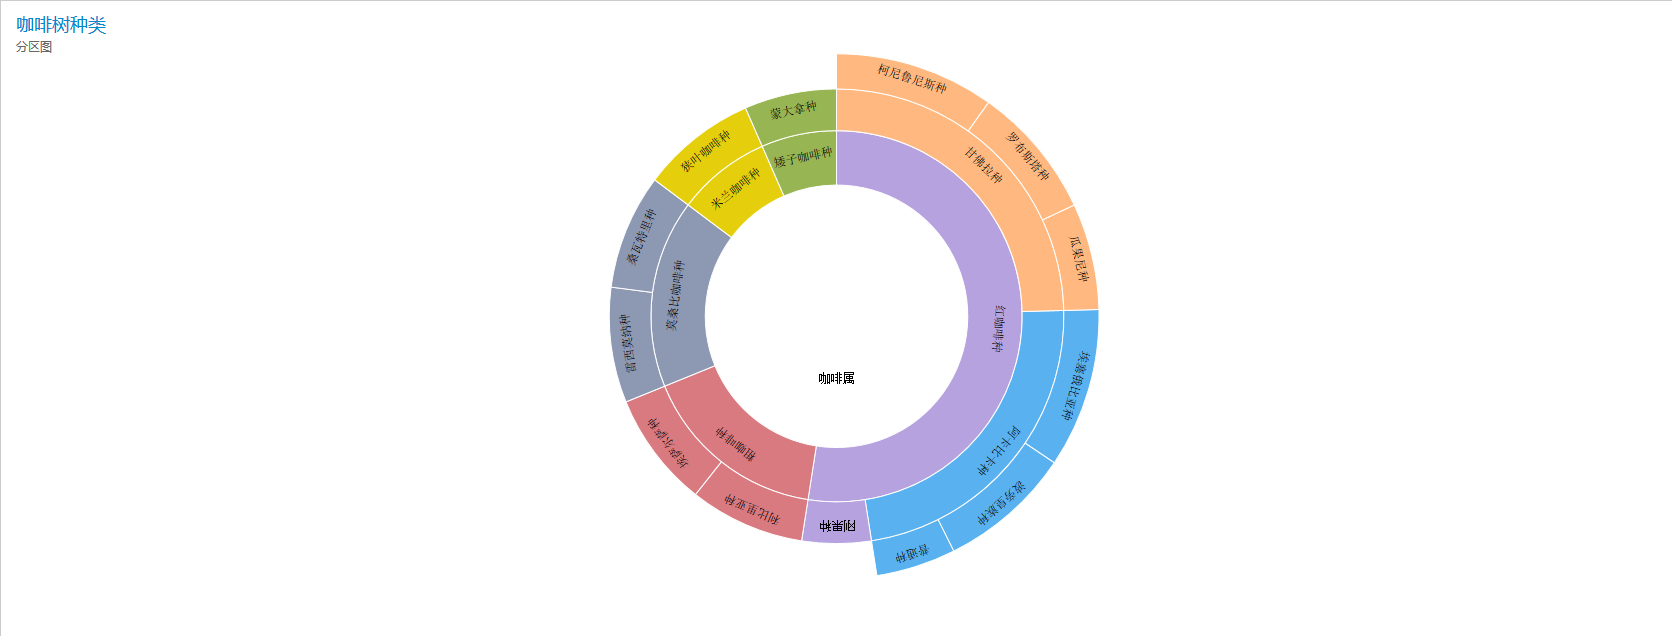 咖啡树种类
分区图
柯尼鲁尼斯种
罗布斯塔种
瓜果尼种
甘佛拉种
红咖啡种
埃塞俄比亚种
阿卡比卡种
波旁皇族种
普通种
刚果种
利比里亚种
埃萨尔萨种
粗咖啡种
雷西莫纳种
桑瓦特里种
莫桑比咖啡种
狭叶咖啡种
米兰咖啡种
蒙大拿种
矮子咖啡种
咖啡属